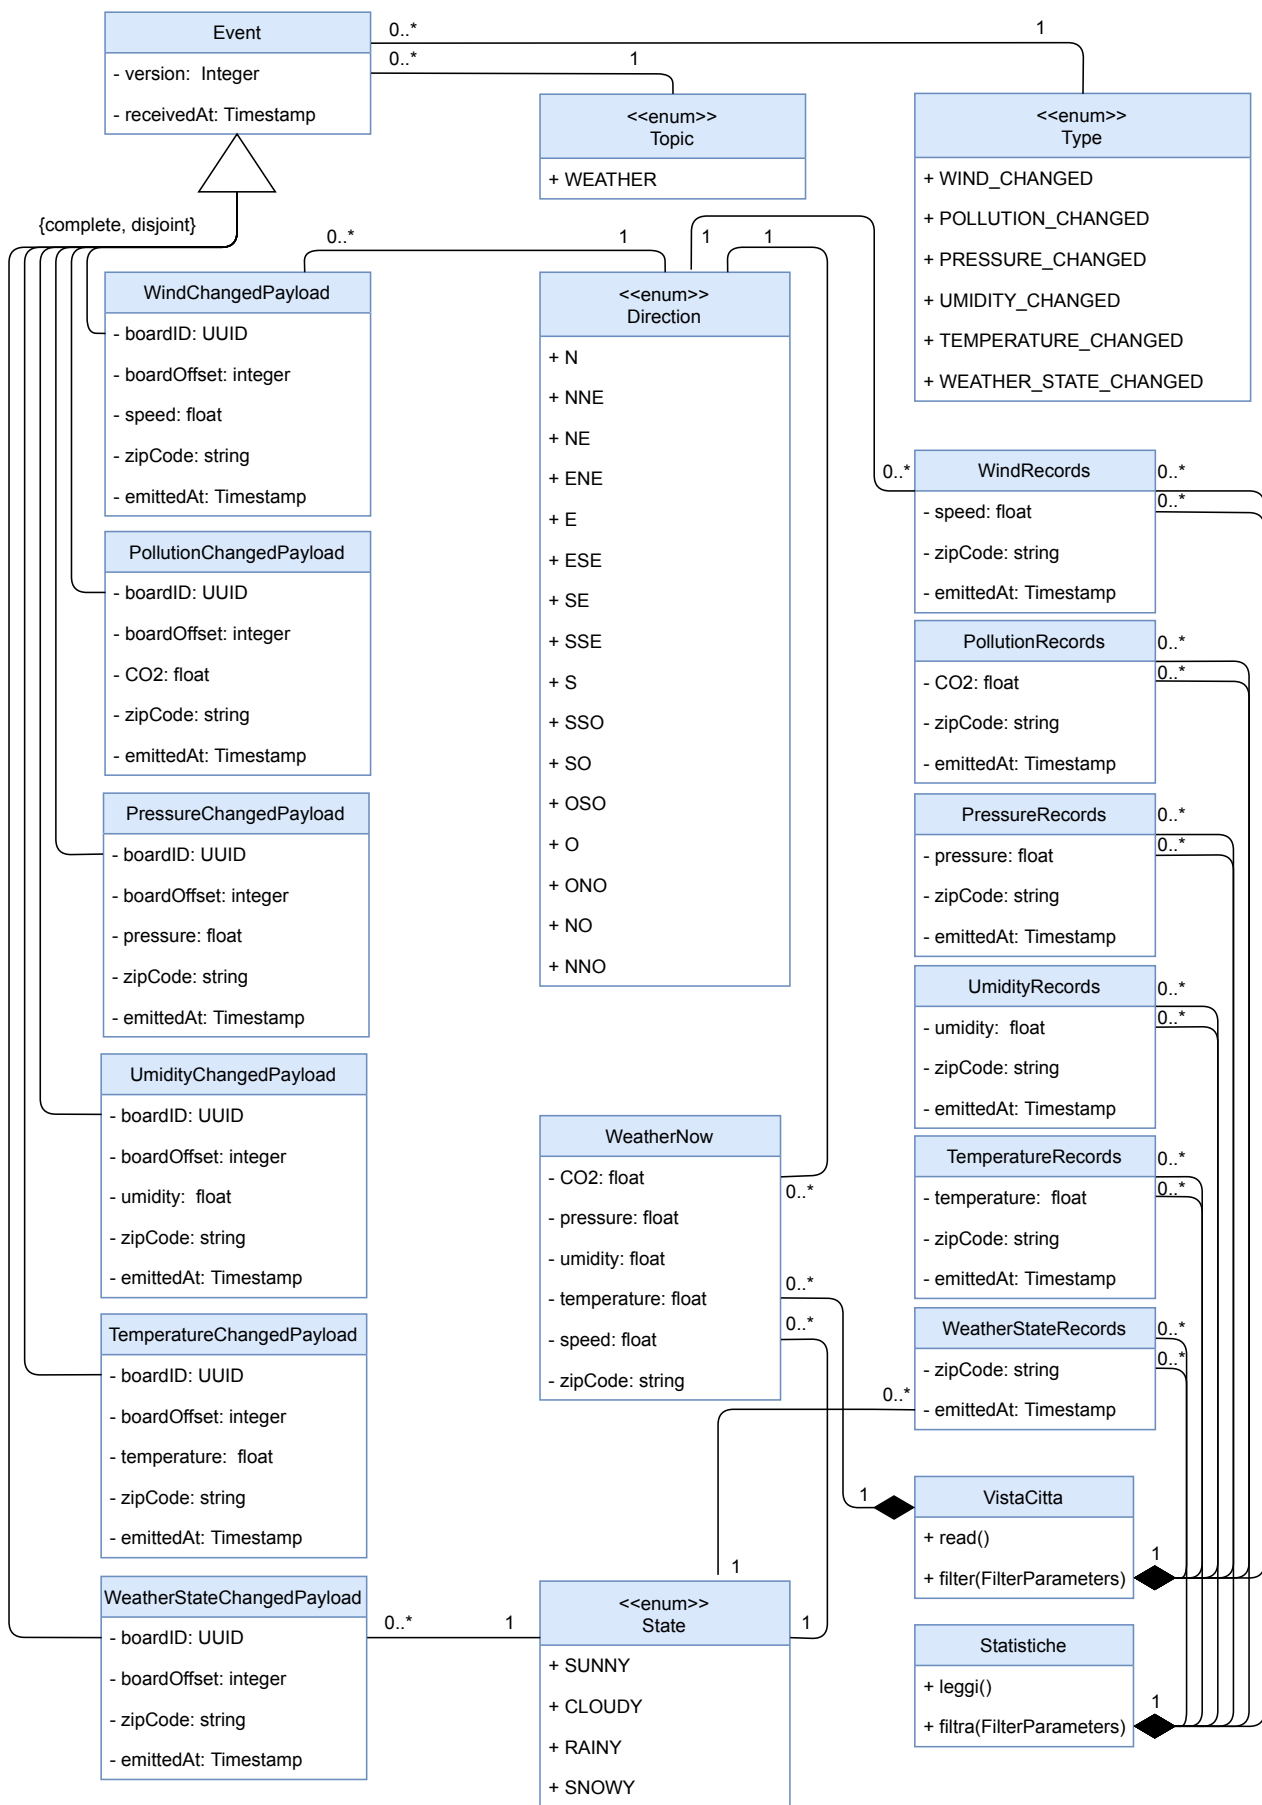 Event
- version:  Integer
- receivedAt: Timestamp
0..*
1
0..*
1
<<enum>>
Topic
+ WEATHER
<<enum>>
Type
+ WIND_CHANGED
+ POLLUTION_CHANGED
+ PRESSURE_CHANGED
+ UMIDITY_CHANGED
+ TEMPERATURE_CHANGED
+ WEATHER_STATE_CHANGED
{complete, disjoint}
0..*
1
1
1
WindChangedPayload
- boardID: UUID
- boardOffset: integer
- speed: float
- zipCode: string
- emittedAt: Timestamp
PollutionChangedPayload
- boardID: UUID
- boardOffset: integer
- CO2: float
- zipCode: string
- emittedAt: Timestamp
PressureChangedPayload
- boardID: UUID
- boardOffset: integer
- pressure: float
- zipCode: string
- emittedAt: Timestamp
UmidityChangedPayload
- boardID: UUID
- boardOffset: integer
- umidity:  float
- zipCode: string
- emittedAt: Timestamp
TemperatureChangedPayload
- boardID: UUID
- boardOffset: integer
- temperature:  float
- zipCode: string
- emittedAt: Timestamp
WeatherStateChangedPayload
- boardID: UUID
- boardOffset: integer
- zipCode: string
- emittedAt: Timestamp
0..*
1
<<enum>>
Direction
+ N
+ NNE
+ NE
+ ENE
+ E
+ ESE
+ SE
+ SSE
+ S
+ SSO
+ SO
+ OSO
+ O
+ ONO
+ NO
+ NNO
WeatherNow
- CO2: float
- pressure: float
- umidity: float
- temperature: float
- speed: float
- zipCode: string
0..*
0..*
0..*
<<enum>>
State
+ SUNNY
+ CLOUDY
+ RAINY
+ SNOWY
1
1
0..*
WindRecords
- speed: float
- zipCode: string
- emittedAt: Timestamp
0..*
0..*
PollutionRecords
- CO2: float
- zipCode: string
- emittedAt: Timestamp
0..*
0..*
PressureRecords
- pressure: float
- zipCode: string
- emittedAt: Timestamp
0..*
0..*
UmidityRecords
- umidity:  float
- zipCode: string
- emittedAt: Timestamp
0..*
0..*
TemperatureRecords
- temperature:  float
- zipCode: string
- emittedAt: Timestamp
0..*
0..*
WeatherStateRecords
- zipCode: string
- emittedAt: Timestamp
0..*
0..*
0..*
1
VistaCitta
+ read()
+ filter(FilterParameters)
1
Statistiche
+ leggi()
+ filtra(FilterParameters)
1